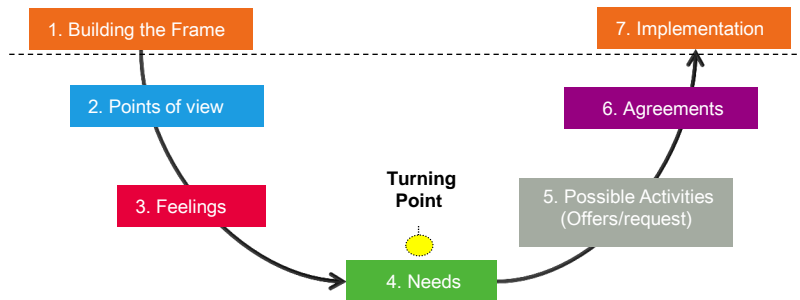 1. Building the Frame
7. Implementation
2. Points of view
6. Agreements
3. Feelings
Turning
Point
5. Possible Activities
(Offers/request)
4. Needs